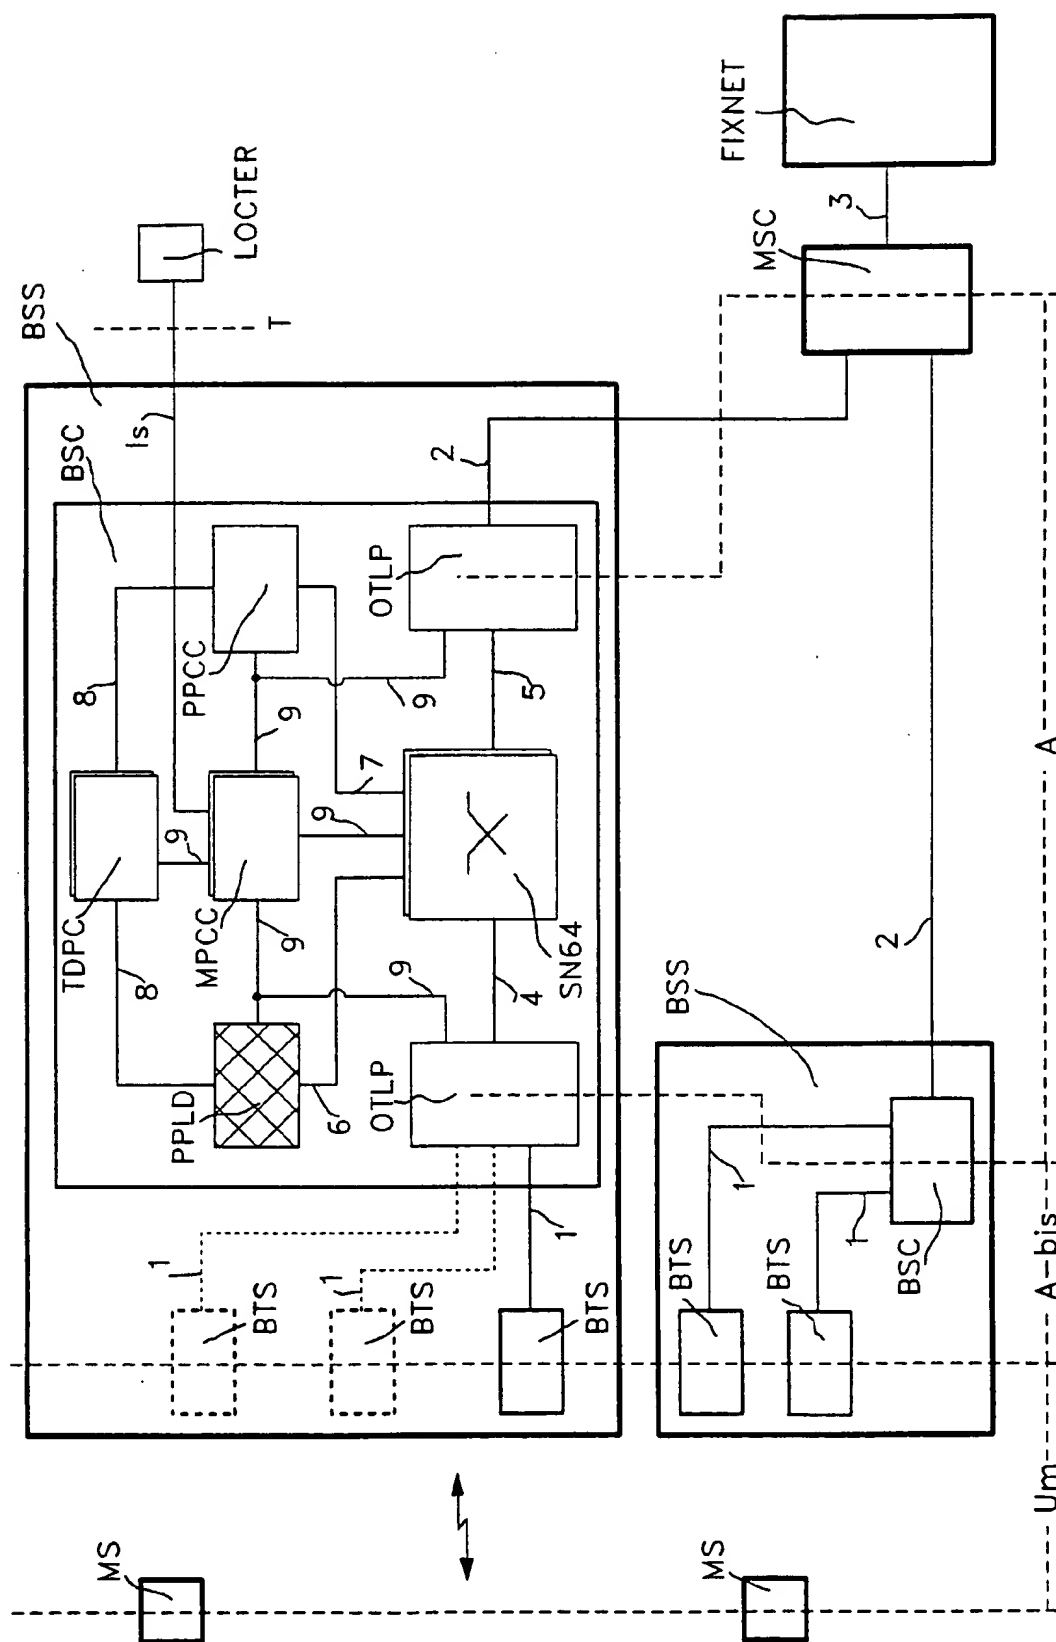 BSS
TDPC
8
BSC
MS
ls
8
1
9
PPLD
PPCC
MPCC
LOCTER
BTS
T
9
9
9
1
6
7
OTLP
OTLP
BTS
9
9
2
4
5
1
SN64
BTS
BTS
BSS
MS
FIXNET
1
MSC
BTS
3
1
2
BSC
Um
A-bis
A